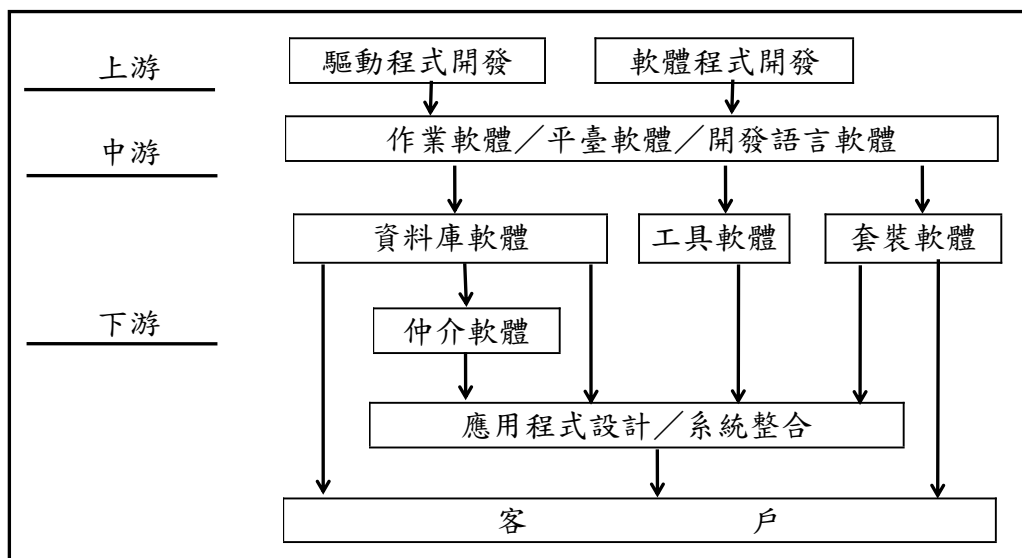 上游
驅動程式開發
軟體程式開發
中游
作業軟體／平臺軟體／開發語言軟體
資料庫軟體
工具軟體
套裝軟體
下游
仲介軟體
應用程式設計／系統整合
客 戶